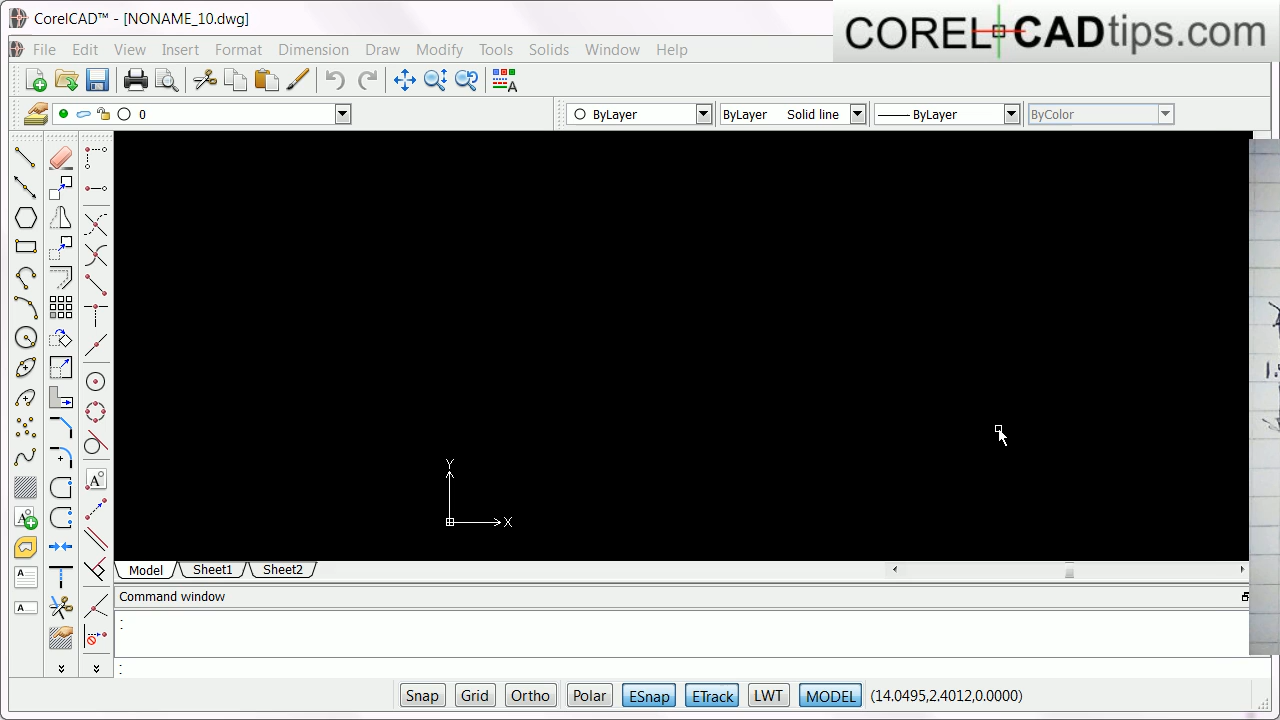 CorelCAD™ - [NONAME_10.dwg]
CORELCADtips.com
File Edit View Insert Format Dimension Draw Modify Tools Solids Window Help
0
ByLayer
ByLayer Solid line
ByLayer
ByColor
Y
X
Model Sheet1 Sheet2
Command window
:
:
Snap Grid Ortho Polar ESnap ETrack LWT MODEL (14.0495,2.4012,0.0000)